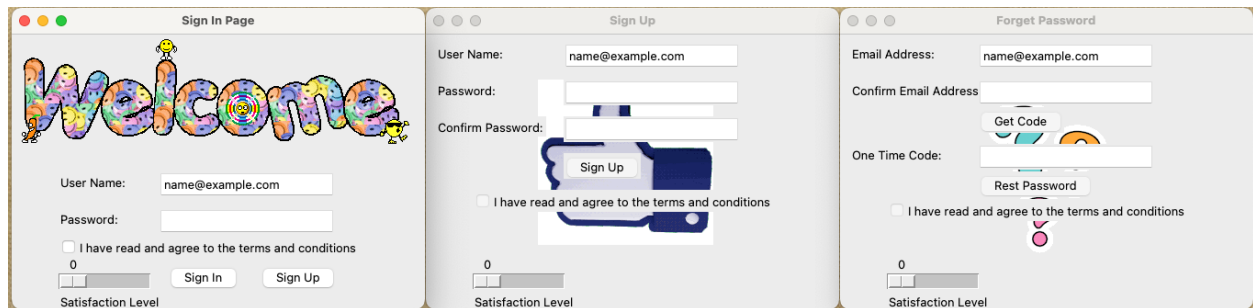 Sign In Page
Welcome
User Name: name@example.com
Password:
I have read and agree to the terms and conditions
0
Sign In Sign Up
Satisfaction Level
Sign Up
User Name: name@example.com
Password:
Confirm Password:
Sign Up
I have read and agree to the terms and conditions
0
Satisfaction Level
Forget Password
Email Address: name@example.com
Confirm Email Address
Get Code
One Time Code:
Rest Password
I have read and agree to the terms and conditions
0
Satisfaction Level